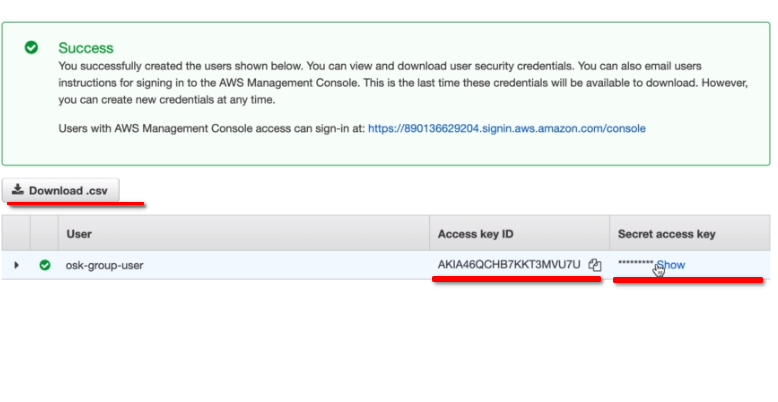 Success
You successfully created the users shown below. You can view and download user security credentials. You can also email users
instructions for signing in to the AWS Management Console. This is the last time these credentials will be available to download. However,
you can create new credentials at any time.
Users with AWS Management Console access can sign-in at: https://890136629204.signin.aws.amazon.com/console
Download .csv
User Access key ID Secret access key
osk-group-user AKIA46QCHB7KKT3MVU7U ********* Show